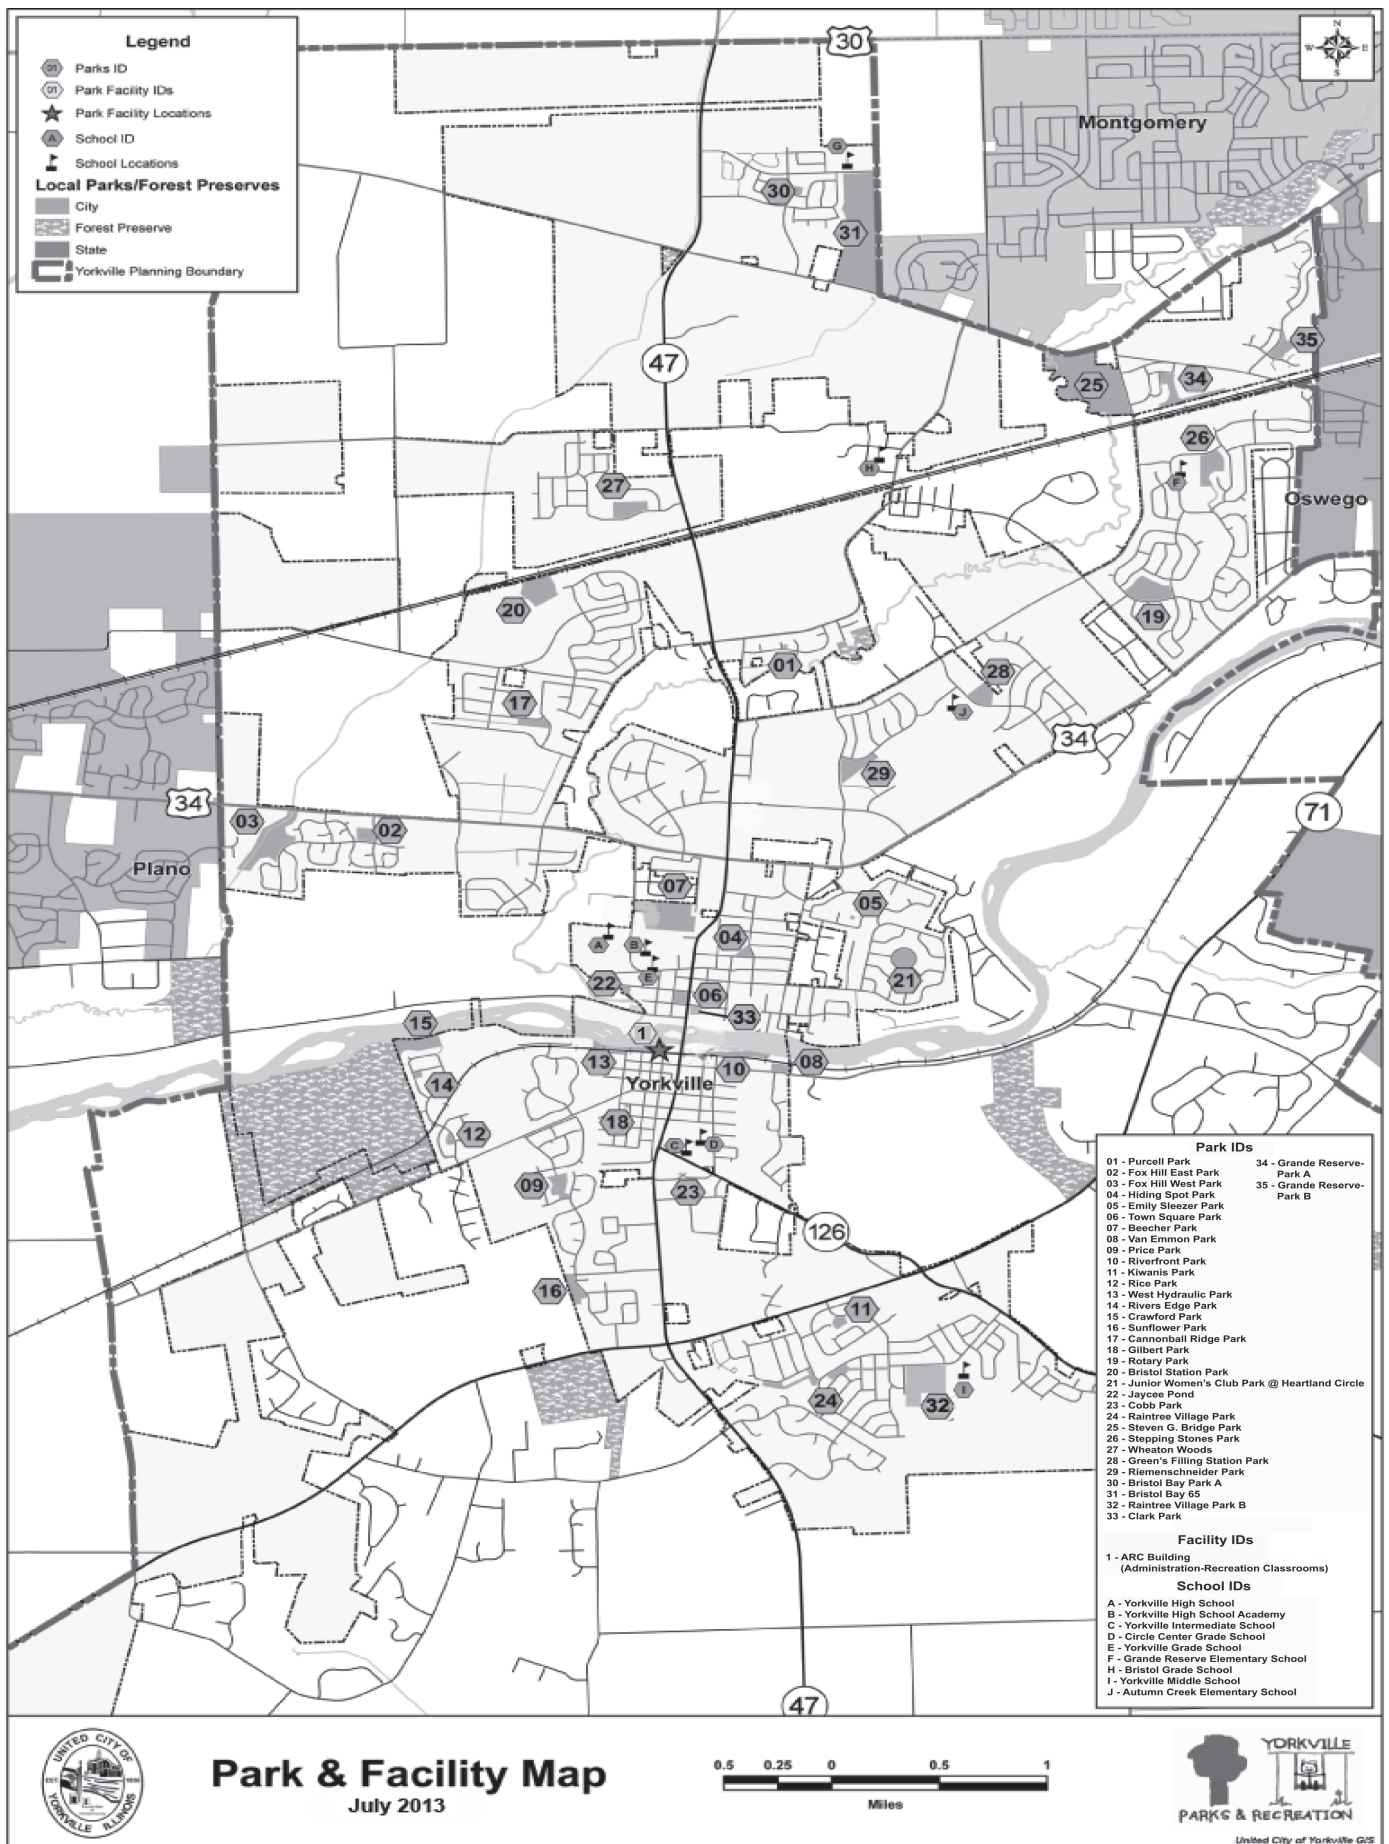 Legend
01 Parks ID
01 Park Facility IDs
Park Facility Locations
A School ID
School Locations
Local Parks/Forest Preserves
City
Forest Preserve
State
Yorkville Planning Boundary
N
W E
S
30
Montgomery
G
30
31
47
35
25
34
26
H
F
27
Oswego
20
19
01
28
17
J
34
29
34
71
03
02
Plano
07
05
04
A
B
E
22
21
06
33
15
1
13
10
08
Yorkville
14
18
12
C
D
09
23
126
16
11
24
32
I
47
Park IDs
01 - Purcell Park
02 - Fox Hill East Park
03 - Fox Hill West Park
04 - Hiding Spot Park
05 - Emily Sleezer Park
06 - Town Square Park
07 - Beecher Park
08 - Van Emmon Park
09 - Price Park
10 - Riverfront Park
11 - Kiwanis Park
12 - Rice Park
13 - West Hydraulic Park
14 - Rivers Edge Park
15 - Crawford Park
16 - Sunflower Park
17 - Cannonball Ridge Park
18 - Gilbert Park
19 - Rotary Park
20 - Bristol Station Park
21 - Junior Women's Club Park @ Heartland Circle
22 - Jaycee Pond
23 - Cobb Park
24 - Raintree Village Park
25 - Steven G. Bridge Park
26 - Stepping Stones Park
27 - Wheaton Woods
28 - Green's Filling Station Park
29 - Riemenschneider Park
30 - Bristol Bay Park A
31 - Bristol Bay 65
32 - Raintree Village Park B
33 - Clark Park
34 - Grande Reserve-
Park A
35 - Grande Reserve-
Park B
Facility IDs
1 - ARC Building
(Administration-Recreation Classrooms)
School IDs
A - Yorkville High School
B - Yorkville High School Academy
C - Yorkville Intermediate School
D - Circle Center Grade School
E - Yorkville Grade School
F - Grande Reserve Elementary School
H - Bristol Grade School
I - Yorkville Middle School
J - Autumn Creek Elementary School
UNITED CITY OF
YORKVILLE ILLINOIS
EST. 1836
Park & Facility Map
July 2013
0.5 0.25 0 0.5 1
Miles
YORKVILLE
PARKS & RECREATION
United City of Yorkville GIS